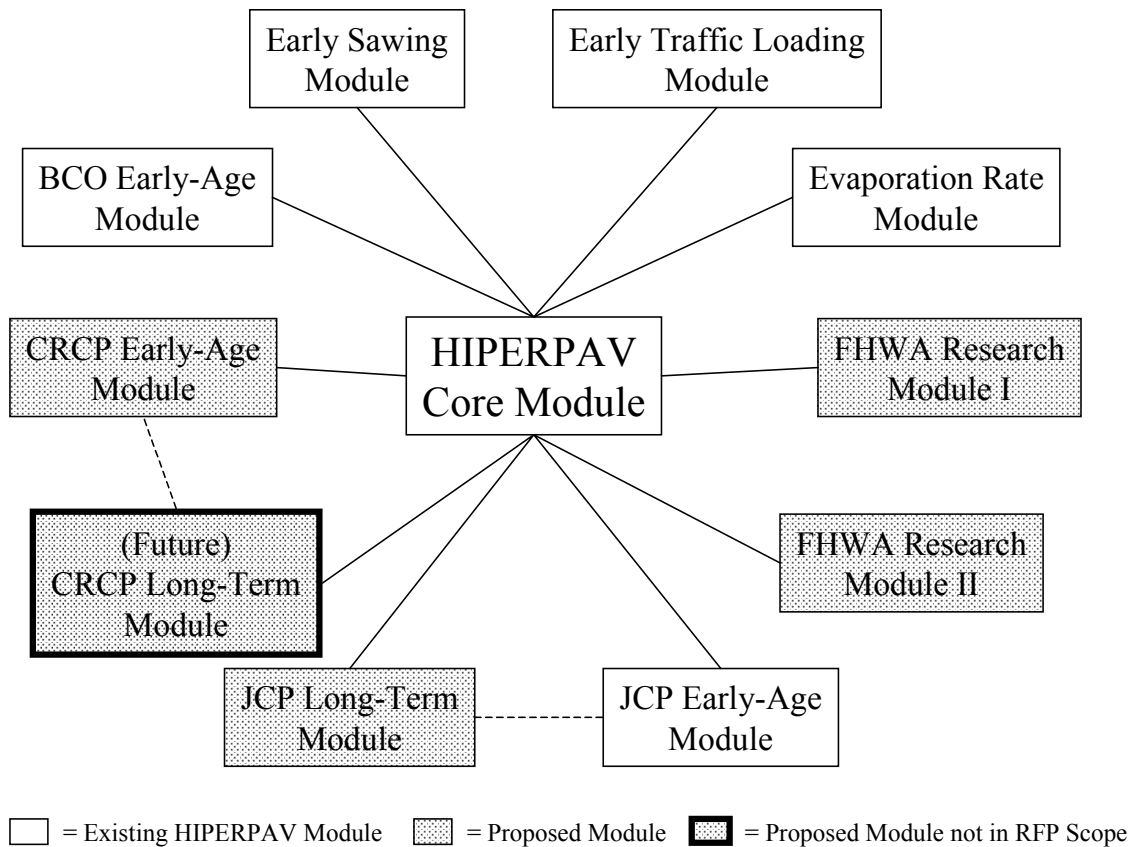 Early Sawing
Module
Early Traffic Loading
Module
BCO Early-Age
Module
Evaporation Rate
Module
CRCP Early-Age
Module
HIPERPAV
Core Module
FHWA Research
Module I
(Future)
CRCP Long-Term
Module
FHWA Research
Module II
JCP Long-Term
Module
JCP Early-Age
Module
= Existing HIPERPAV Module
= Proposed Module
= Proposed Module not in RFP Scope